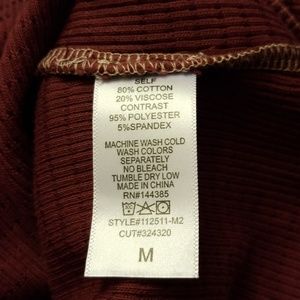 SELF
80% COTTON
20% VISCOSE
CONTRAST
95% POLYESTER
5%SPANDEX
MACHINE WASH COLD
WASH COLORS
SEPARATELY
NO BLEACH
TUMBLE DRY LOW
MADE IN CHINA
RN#144385
STYLE#112511-M2
CUT#324320
M